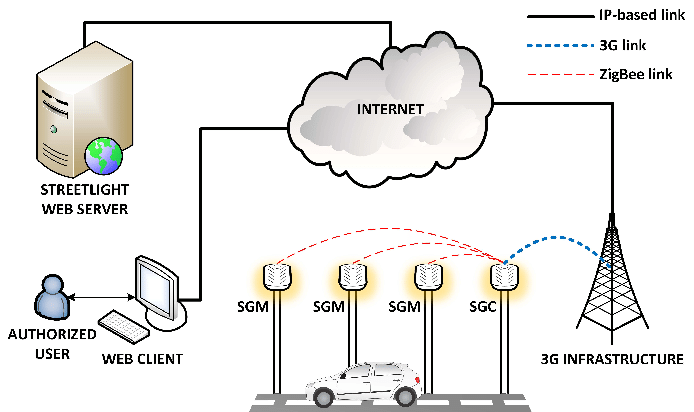 IP-based link
3G link
ZigBee link
INTERNET
STREETLIGHT
WEB SERVER
SGM
SGM
SGM
SGC
AUTHORIZED
USER
WEB CLIENT
3G INFRASTRUCTURE